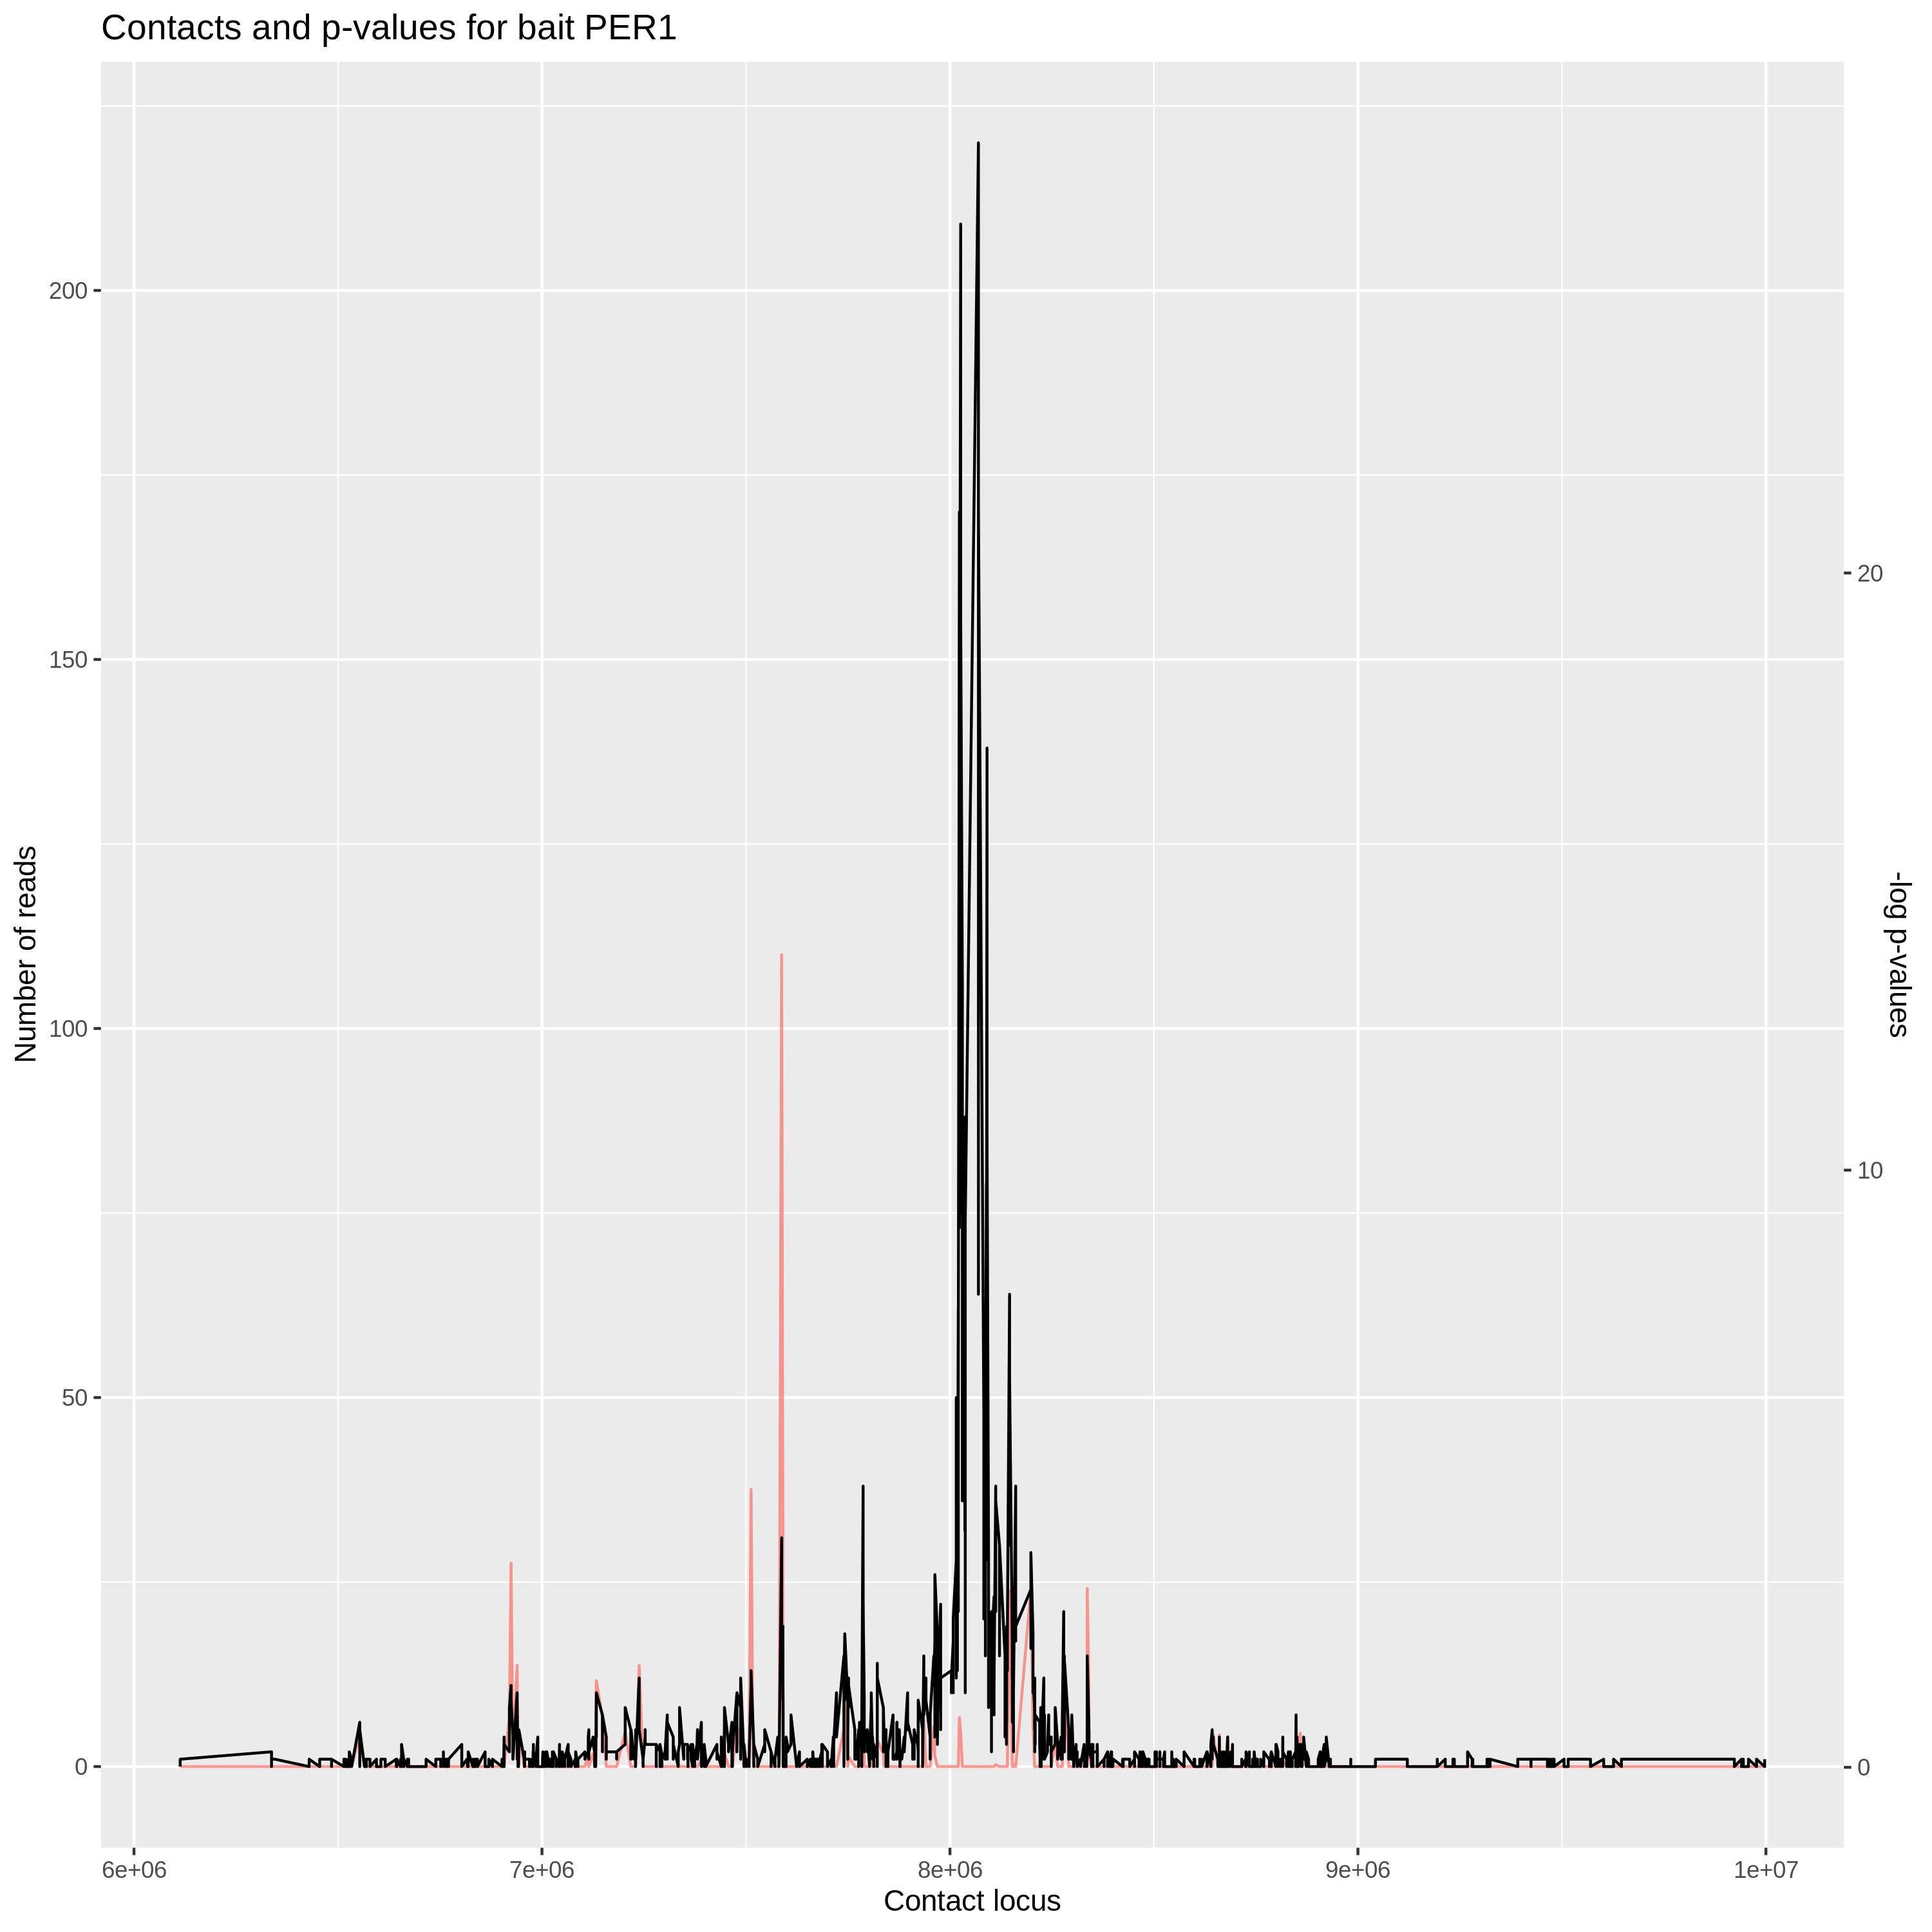 Contacts and p-values for bait PER1
Number of reads
200
150
100
50
0
20
10
0
-log p-values
6e+06
7e+06
8e+06
9e+06
1e+07
Contact locus